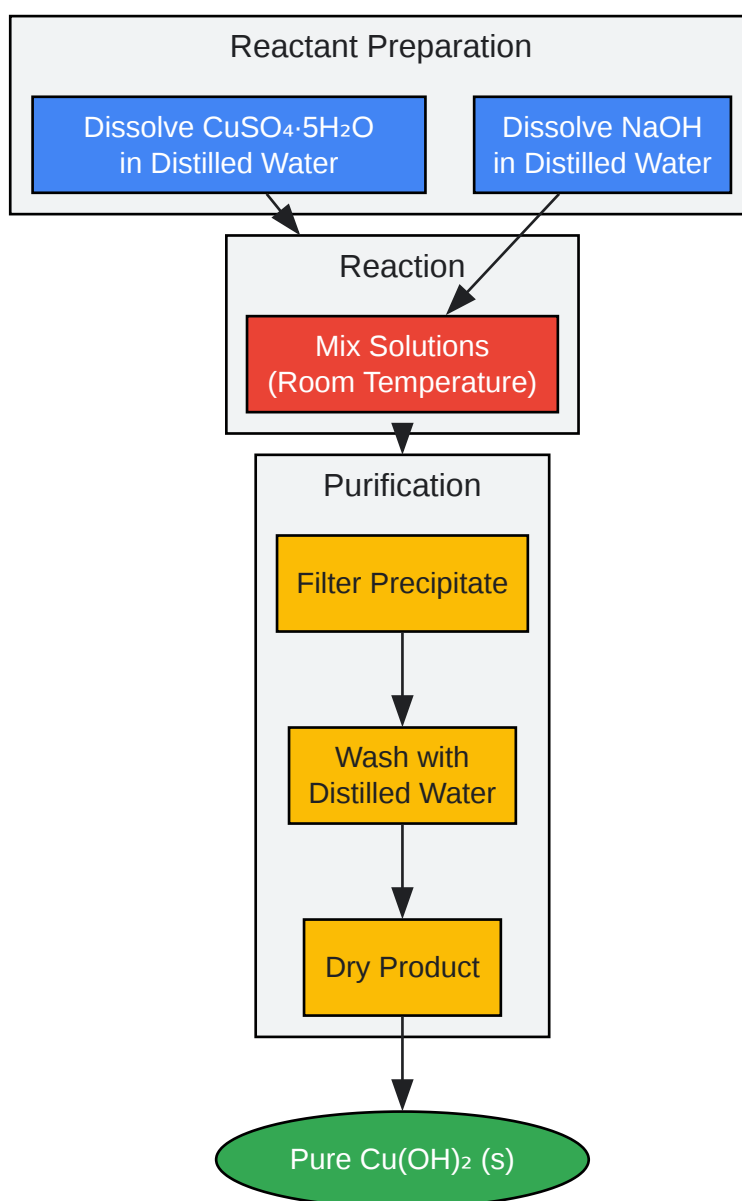 Reactant Preparation
Dissolve CuSO₄·5H₂O
in Distilled Water
Dissolve NaOH
in Distilled Water
Reaction
Mix Solutions
(Room Temperature)
Purification
Filter Precipitate
Wash with
Distilled Water
Dry Product
Pure Cu(OH)₂ (s)